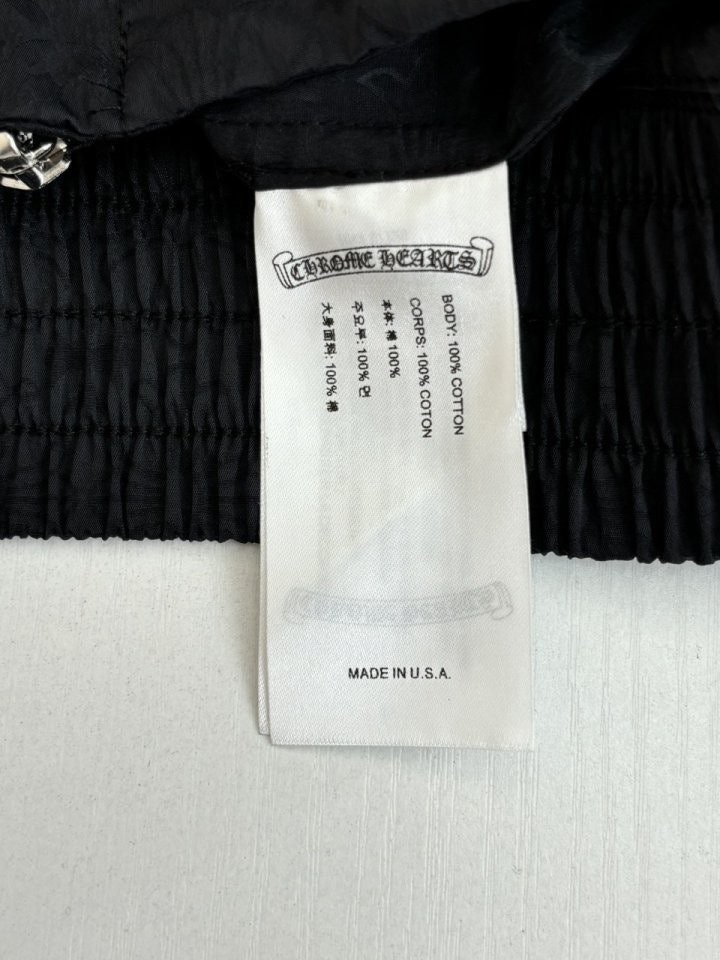 CHROME HEARTS
BODY: 100% COTTON
CORPS: 100% COTON
本体: 棉 100%
주요부: 100% 면
大身面料: 100% 棉
MADE IN U.S.A.